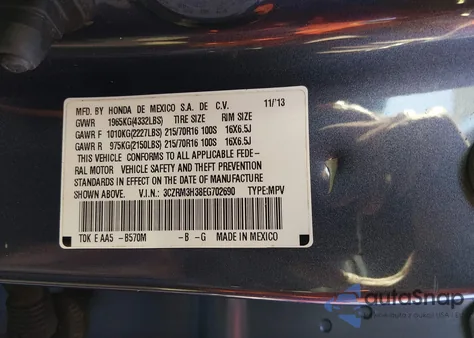 MFD. BY HONDA DE MEXICO S.A. DE C.V. 11/'13
GVWR 1965KG(4332LBS) TIRE SIZE RIM SIZE
GAWR F 1010KG(2227LBS) 215/70R16 100S 16X6.5J
GAWR R 975KG(2150LBS) 215/70R16 100S 16X6.5J
THIS VEHICLE CONFORMS TO ALL APPLICABLE FEDE-
RAL MOTOR VEHICLE SAFETY AND THEFT PREVENTION
STANDARDS IN EFFECT ON THE DATE OF MANUFACTURE
SHOWN ABOVE. V.I.N.: 3CZRM3H38EG702690 TYPE:MPV
TOK E AA5 -B570M -B -G MADE IN MEXICO
autoSnap